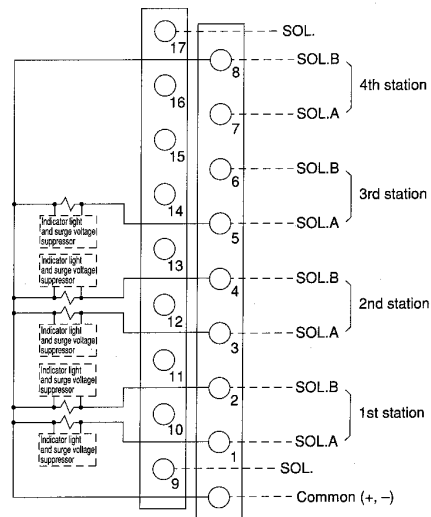 17
SOL.
8
SOL.B
16
4th station
7
SOL.A
15
6
SOL.B
14
3rd station
5
SOL.A
Indicator light
and surge voltage
suppressor
13
Indicator light
and surge voltage
suppressor
4
SOL.B
12
2nd station
3
SOL.A
Indicator light
and surge voltage
suppressor
11
Indicator light
and surge voltage
suppressor
2
SOL.B
10
1st station
1
SOL.A
Indicator light
and surge voltage
suppressor
9
SOL.
Common (+, –)